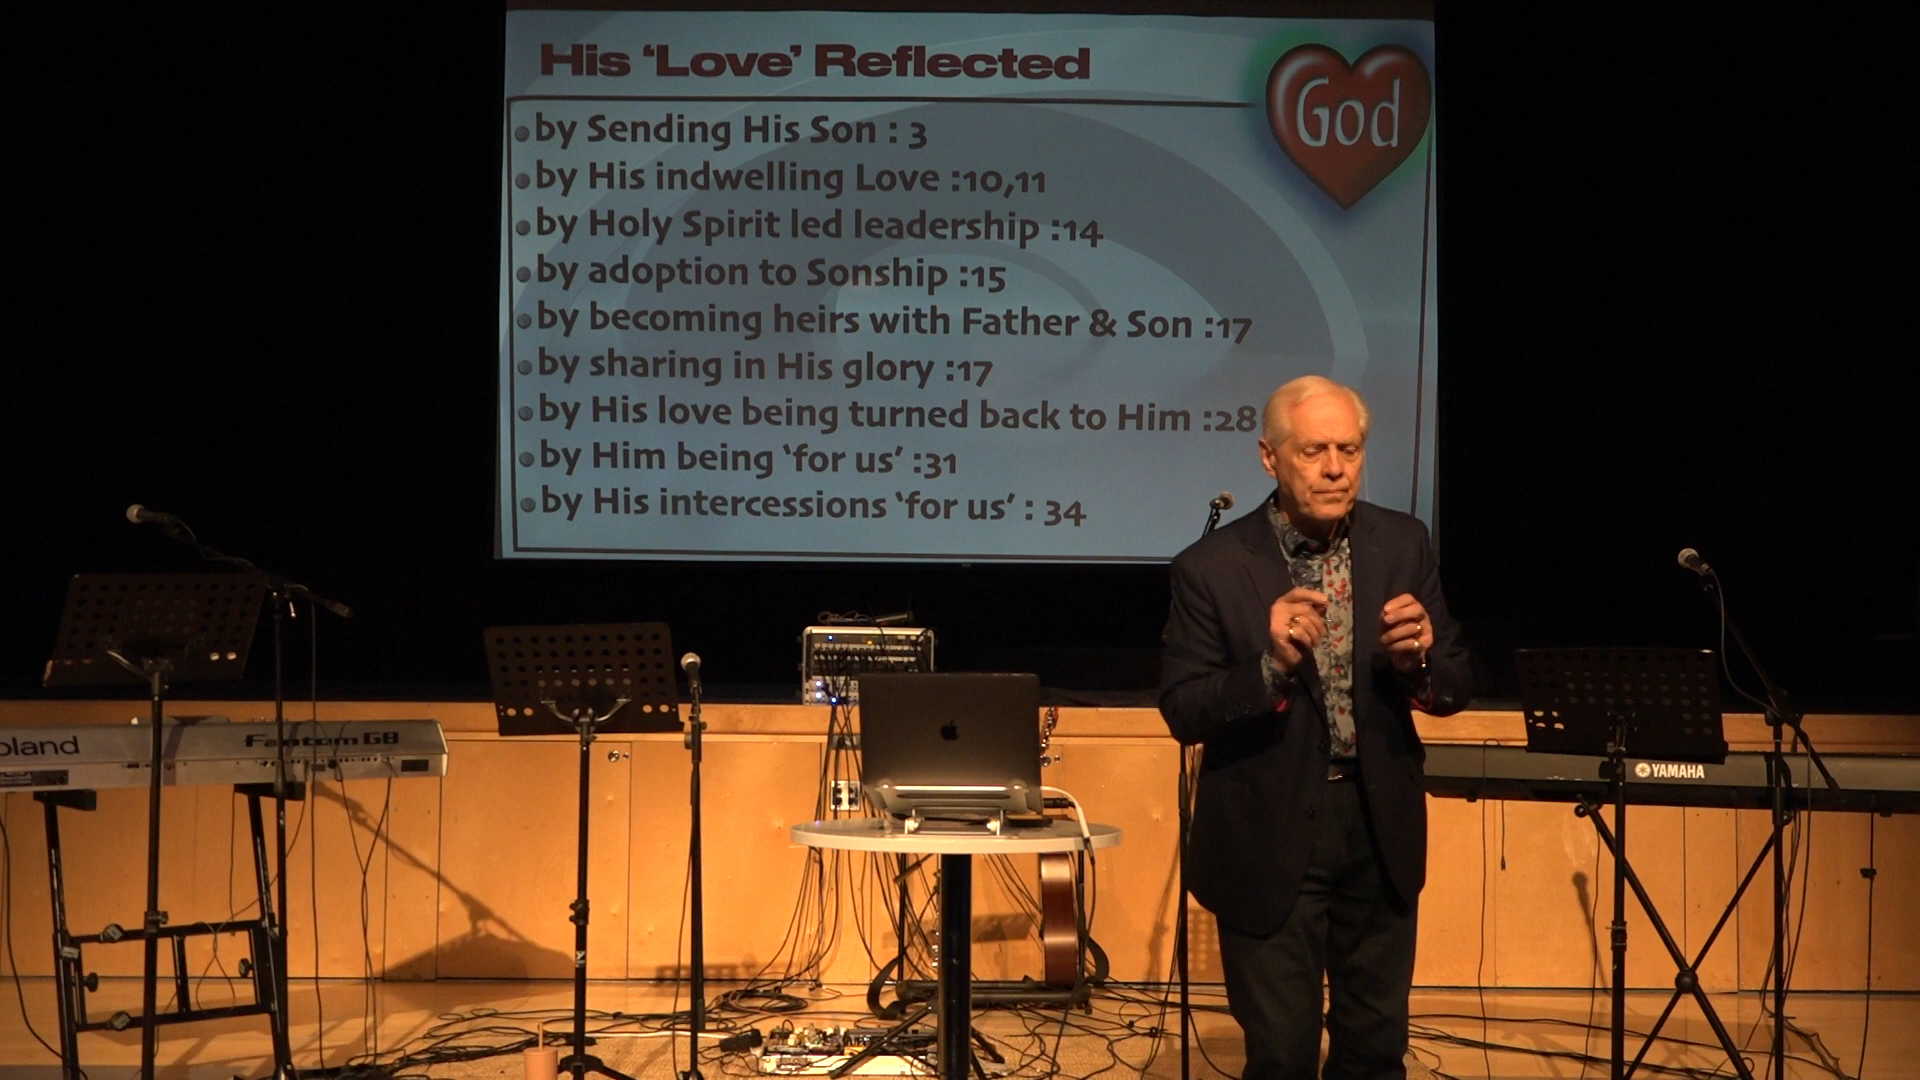 His ‘Love’ Reflected
God
by Sending His Son : 3
by His indwelling Love :10,11
by Holy Spirit led leadership :14
by adoption to Sonship :15
by becoming heirs with Father & Son :17
by sharing in His glory :17
by His love being turned back to Him :28
by Him being ‘for us’ :31
by His intercessions ‘for us’ : 34
oland
Fantom G8
YAMAHA